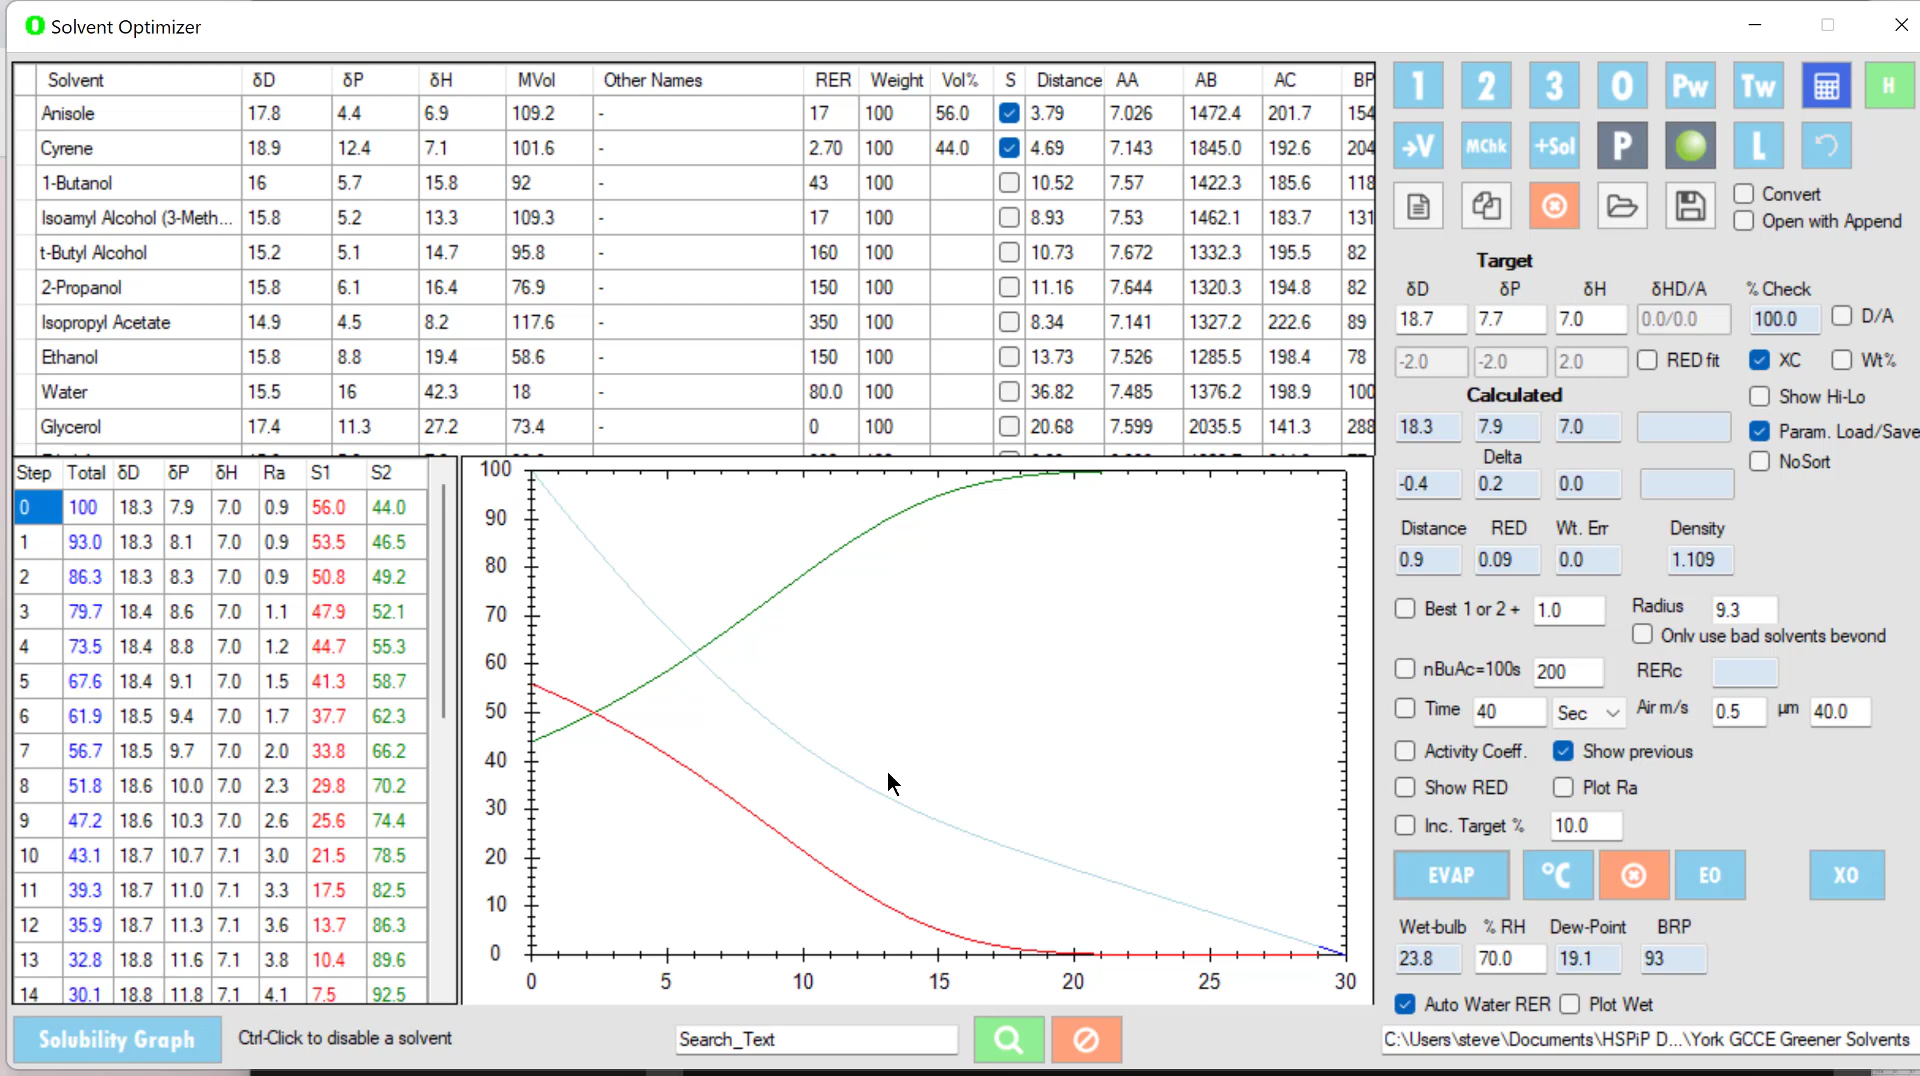 Solvent Optimizer
Solvent δD δP δH MVol Other Names RER Weight Vol% S Distance AA AB AC BP
Anisole 17.8 4.4 6.9 109.2 - 17 100 56.0 3.79 7.026 1472.4 201.7 154
Cyrene 18.9 12.4 7.1 101.6 - 2.70 100 44.0 4.69 7.143 1845.0 192.6 204
1-Butanol 16 5.7 15.8 92 - 43 100 10.52 7.57 1422.3 185.6 118
Isoamyl Alcohol (3-Meth... 15.8 5.2 13.3 109.3 - 17 100 8.93 7.53 1462.1 183.7 131
t-Butyl Alcohol 15.2 5.1 14.7 95.8 - 160 100 10.73 7.672 1332.3 195.5 82
2-Propanol 15.8 6.1 16.4 76.9 - 150 100 11.16 7.644 1320.3 194.8 82
Isopropyl Acetate 14.9 4.5 8.2 117.6 - 350 100 8.34 7.141 1327.2 222.6 89
Ethanol 15.8 8.8 19.4 58.6 - 150 100 13.73 7.526 1285.5 198.4 78
Water 15.5 16 42.3 18 - 80.0 100 36.82 7.485 1376.2 198.9 100
Glycerol 17.4 11.3 27.2 73.4 - 0 100 20.68 7.599 2035.5 141.3 288
Step Total δD δP δH Ra S1 S2
0 100 18.3 7.9 7.0 0.9 56.0 44.0
1 93.0 18.3 8.1 7.0 0.9 53.5 46.5
2 86.3 18.3 8.3 7.0 0.9 50.8 49.2
3 79.7 18.4 8.6 7.0 1.1 47.9 52.1
4 73.5 18.4 8.8 7.0 1.2 44.7 55.3
5 67.6 18.4 9.1 7.0 1.5 41.3 58.7
6 61.9 18.5 9.4 7.0 1.7 37.7 62.3
7 56.7 18.5 9.7 7.0 2.0 33.8 66.2
8 51.8 18.6 10.0 7.0 2.3 29.8 70.2
9 47.2 18.6 10.3 7.0 2.6 25.6 74.4
10 43.1 18.7 10.7 7.1 3.0 21.5 78.5
11 39.3 18.7 11.0 7.1 3.3 17.5 82.5
12 35.9 18.7 11.3 7.1 3.6 13.7 86.3
13 32.8 18.8 11.6 7.1 3.8 10.4 89.6
14 30.1 18.8 11.8 7.1 4.1 7.5 92.5
100
90
80
70
60
50
40
30
20
10
0
0 5 10 15 20 25 30
Solubility Graph Ctrl-Click to disable a solvent Search_Text
1 2 3 O Pw Tw H
→V MChk +Sol P L
Convert
Open with Append
Target
δD δP δH δHD/A % Check
18.7 7.7 7.0 0.0/0.0 100.0 D/A
-2.0 -2.0 2.0 RED fit XC Wt%
Calculated Show Hi-Lo
18.3 7.9 7.0 Param. Load/Save
Delta NoSort
-0.4 0.2 0.0
Distance RED Wt. Err Density
0.9 0.09 0.0 1.109
Best 1 or 2 + 1.0 Radius 9.3
Only use bad solvents beyond
nBuAc=100s 200 RERc
Time 40 Sec Air m/s 0.5 µm 40.0
Activity Coeff. Show previous
Show RED Plot Ra
Inc. Target % 10.0
EVAP °C EO XO
Wet-bulb % RH Dew-Point BRP
23.8 70.0 19.1 93
Auto Water RER Plot Wet
C:\Users\steve\Documents\HSPiP D...\York GCCE Greener Solvents